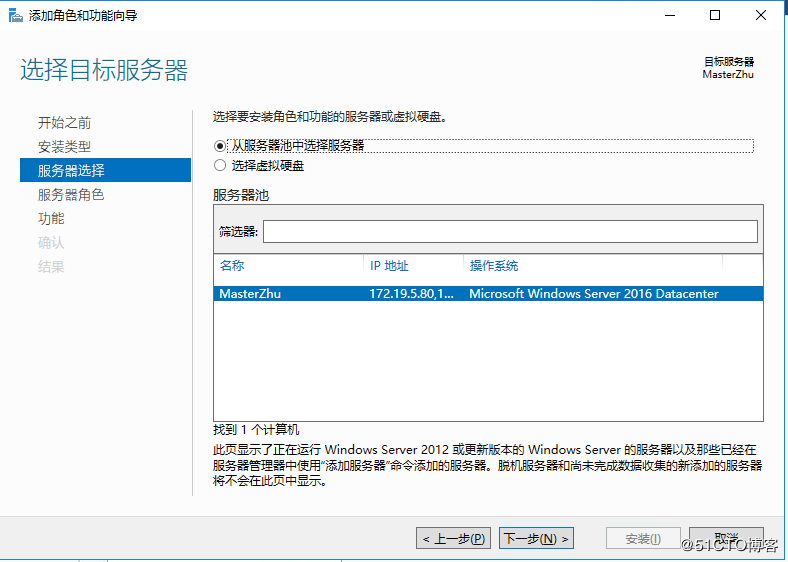 添加角色和功能向导
选择目标服务器
目标服务器
MasterZhu
开始之前
安装类型
服务器选择
服务器角色
功能
确认
结果
选择要安装角色和功能的服务器或虚拟硬盘。
从服务器池中选择服务器
选择虚拟硬盘
服务器池
筛选器:
名称 IP 地址 操作系统
MasterZhu 172.19.5.80,1... Microsoft Windows Server 2016 Datacenter
找到 1 个计算机
此页显示了正在运行 Windows Server 2012 或更新版本的 Windows Server 的服务器以及那些已经在
服务器管理器中使用"添加服务器"命令添加的服务器。脱机服务器和尚未完成数据收集的新添加的服务器
将不会在此页中显示。
< 上一步(P) 下一步(N) > 安装(I) 取消
@51CTO博客